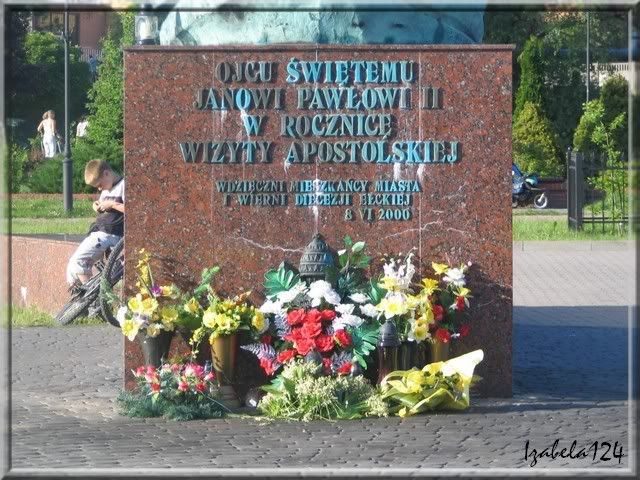 OJCU ŚWIĘTEMU
JANOWI PAWŁOWI II
W ROCZNICĘ
WIZYTY APOSTOLSKIEJ
WDZIĘCZNI MIESZKAŃCY MIASTA
I WIERNI DIECEZJI EŁCKIEJ
8 VI 2000
Izabela124